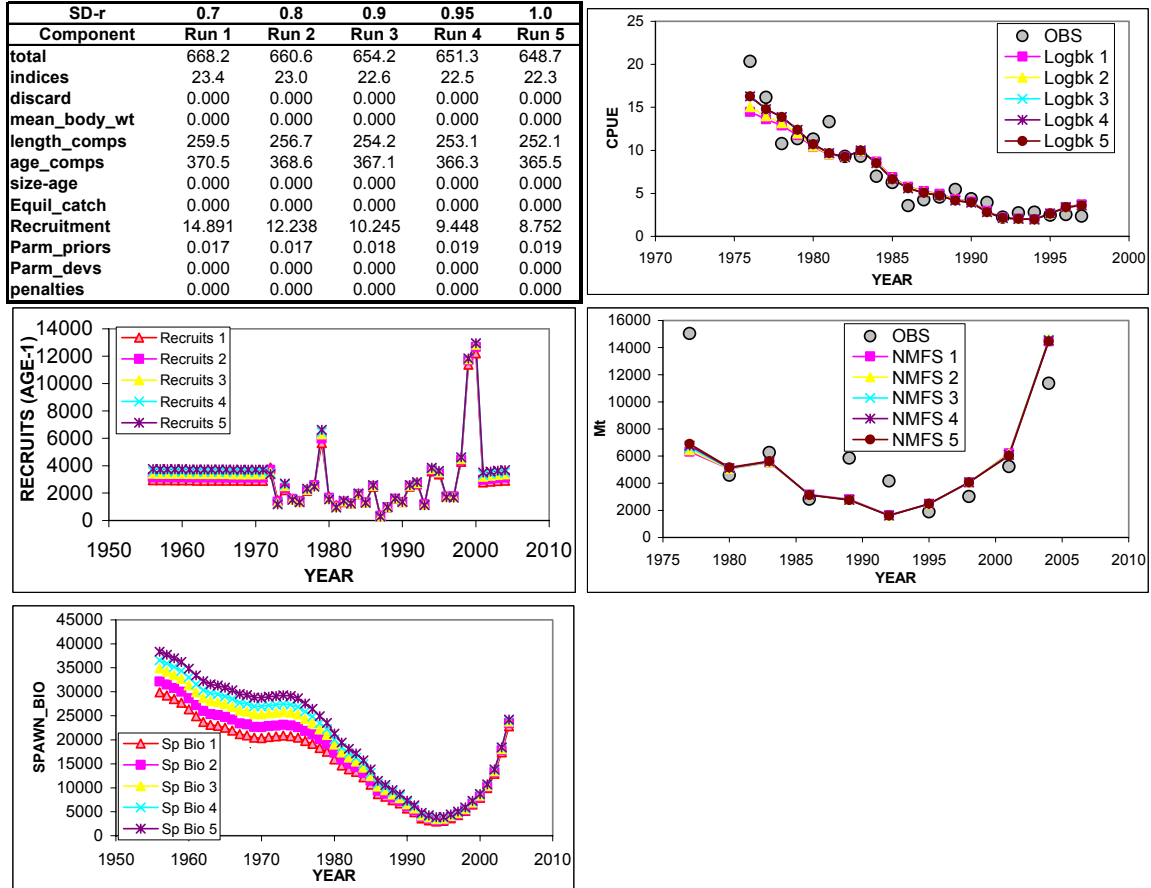 SD-r 0.7 0.8 0.9 0.95 1.0
Component Run 1 Run 2 Run 3 Run 4 Run 5
total 668.2 660.6 654.2 651.3 648.7
indices 23.4 23.0 22.6 22.5 22.3
discard 0.000 0.000 0.000 0.000 0.000
mean_body_wt 0.000 0.000 0.000 0.000 0.000
length_comps 259.5 256.7 254.2 253.1 252.1
age_comps 370.5 368.6 367.1 366.3 365.5
size-age 0.000 0.000 0.000 0.000 0.000
Equil_catch 0.000 0.000 0.000 0.000 0.000
Recruitment 14.891 12.238 10.245 9.448 8.752
Parm_priors 0.017 0.017 0.018 0.019 0.019
Parm_devs 0.000 0.000 0.000 0.000 0.000
penalties 0.000 0.000 0.000 0.000 0.000
25
20
15
10
5
0
CPUE
OBS
Logbk 1
Logbk 2
Logbk 3
Logbk 4
Logbk 5
1970 1975 1980 1985 1990 1995 2000
YEAR
14000
12000
10000
8000
6000
4000
2000
0
RECRUITS (AGE-1)
Recruits 1
Recruits 2
Recruits 3
Recruits 4
Recruits 5
1950 1960 1970 1980 1990 2000 2010
YEAR
16000
14000
12000
10000
8000
6000
4000
2000
0
Mt
OBS
NMFS 1
NMFS 2
NMFS 3
NMFS 4
NMFS 5
1975 1980 1985 1990 1995 2000 2005 2010
YEAR
45000
40000
35000
30000
25000
20000
15000
10000
5000
0
SPAWN_BIO
Sp Bio 1
Sp Bio 2
Sp Bio 3
Sp Bio 4
Sp Bio 5
1950 1960 1970 1980 1990 2000 2010
YEAR